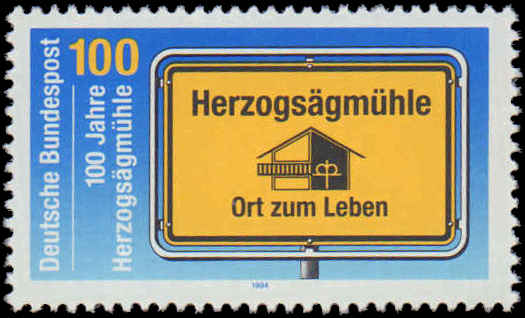 Deutsche Bundespost
100
100 Jahre
Herzogsägmühle
Herzogsägmühle
Ort zum Leben
1994